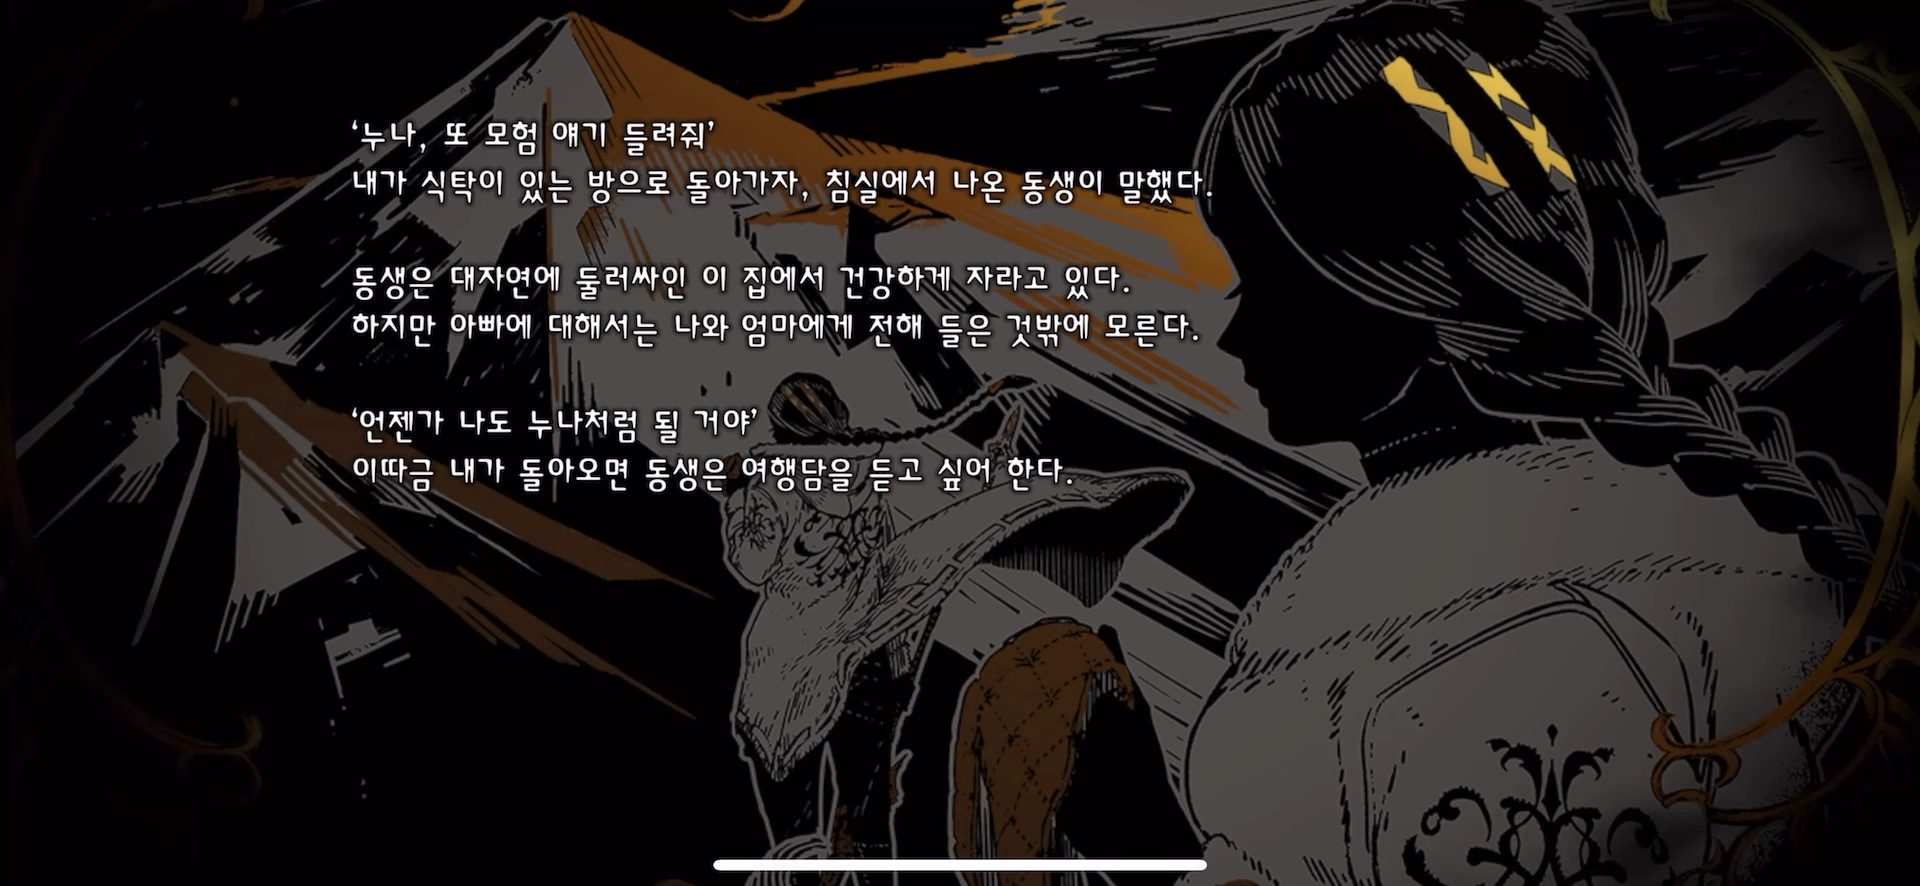 ‘누나, 또 모험 얘기 들려줘’
내가 식탁이 있는 방으로 돌아가자, 침실에서 나온 동생이 말했다.
동생은 대자연에 둘러싸인 이 집에서 건강하게 자라고 있다.
하지만 아빠에 대해서는 나와 엄마에게 전해 들은 것밖에 모른다.
‘언젠가 나도 누나처럼 될 거야’
이따금 내가 돌아오면 동생은 여행담을 듣고 싶어 한다.